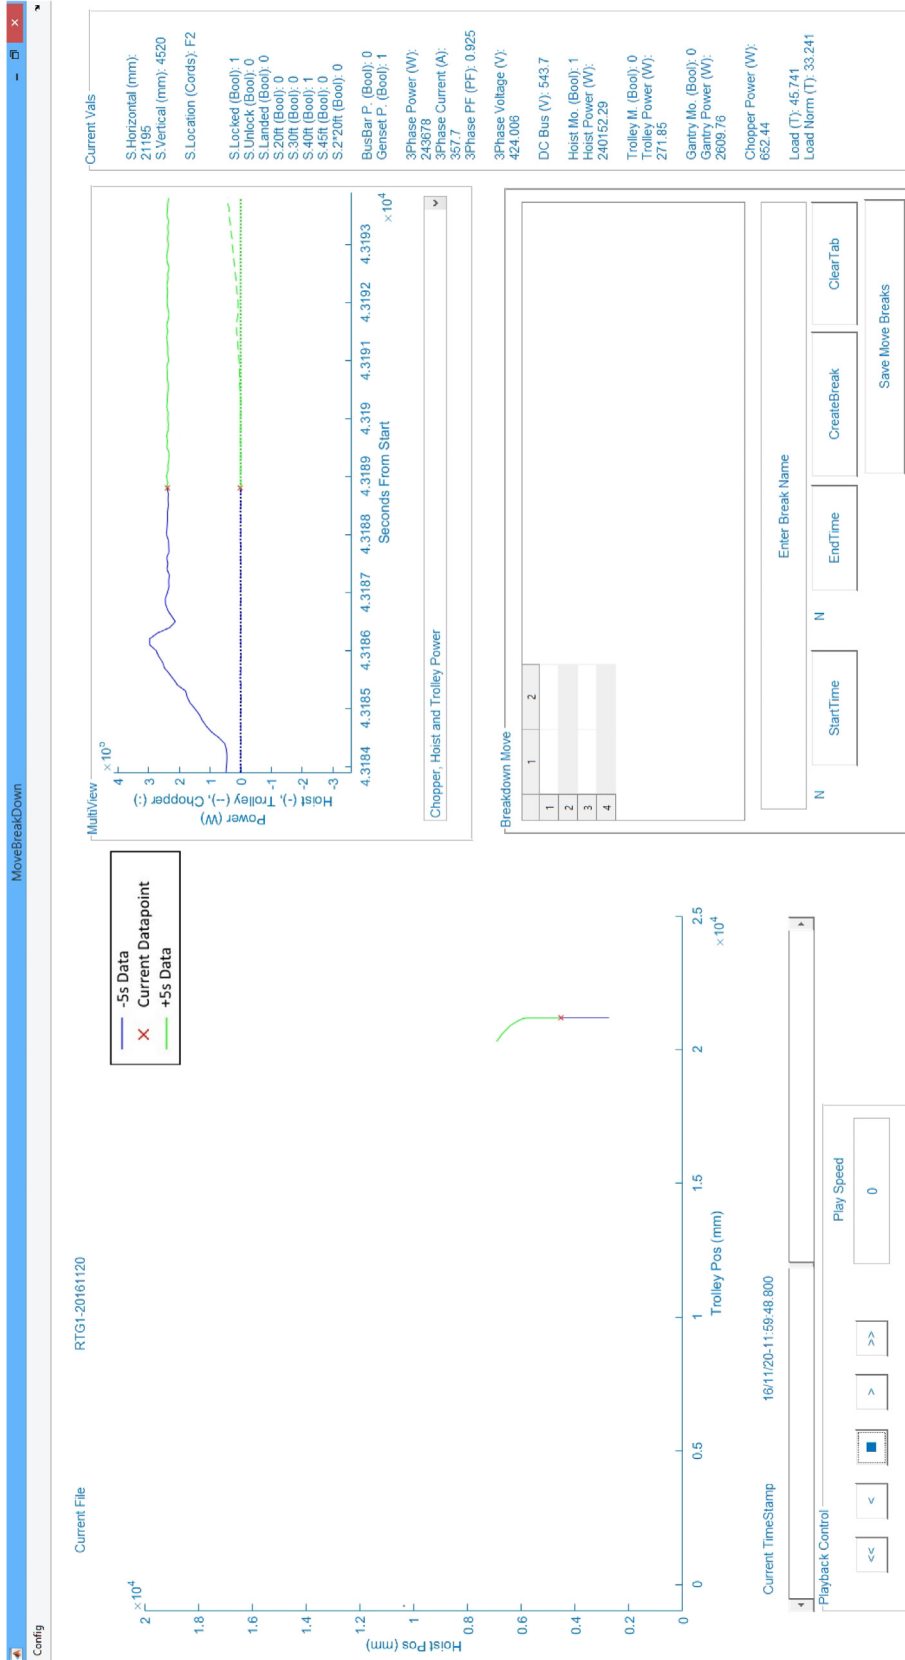 MoveBreakDown
Config
Current File
RTG1-20161120
-5s Data
Current Datapoint
+5s Data
×10⁴
2
1.8
1.6
1.4
1.2
1
0.8
0.6
0.4
0.2
0
Hoist Pos (mm)
0
0.5
1
1.5
2
2.5
×10⁴
Trolley Pos (mm)
Current TimeStamp
16/11/20-11:59:48.800
Playback Control
<<
<
>
>>
Play Speed
0
MultiView
×10⁵
4
3
2
1
0
-1
-2
-3
Power (W)
Hoist (-), Trolley (--), Chopper (:)
4.3184
4.3185
4.3186
4.3187
4.3188
4.3189
4.319
4.3191
4.3192
4.3193
×10⁴
Seconds From Start
Chopper, Hoist and Trolley Power
Breakdown Move
1
2
1
2
3
4
Enter Break Name
N
StartTime
N
EndTime
CreateBreak
ClearTab
Save Move Breaks
Current Vals
S.Horizontal (mm):
21195
S.Vertical (mm): 4520
S.Location (Cords): F2
S.Locked (Bool): 1
S.Unlock (Bool): 0
S.Landed (Bool): 0
S.20ft (Bool): 0
S.30ft (Bool): 0
S.40ft (Bool): 1
S.45ft (Bool): 0
S.2*20ft (Bool): 0
BusBar P. (Bool): 0
Genset P. (Bool): 1
3Phase Power (W):
243678
3Phase Current (A):
357.7
3Phase PF (PF): 0.925
3Phase Voltage (V):
424.006
DC Bus (V): 543.7
Hoist Mo. (Bool): 1
Hoist Power (W):
240152.29
Trolley M. (Bool): 0
Trolley Power (W):
271.85
Gantry Mo. (Bool): 0
Gantry Power (W):
2609.76
Chopper Power (W):
652.44
Load (T): 45.741
Load Norm (T): 33.241